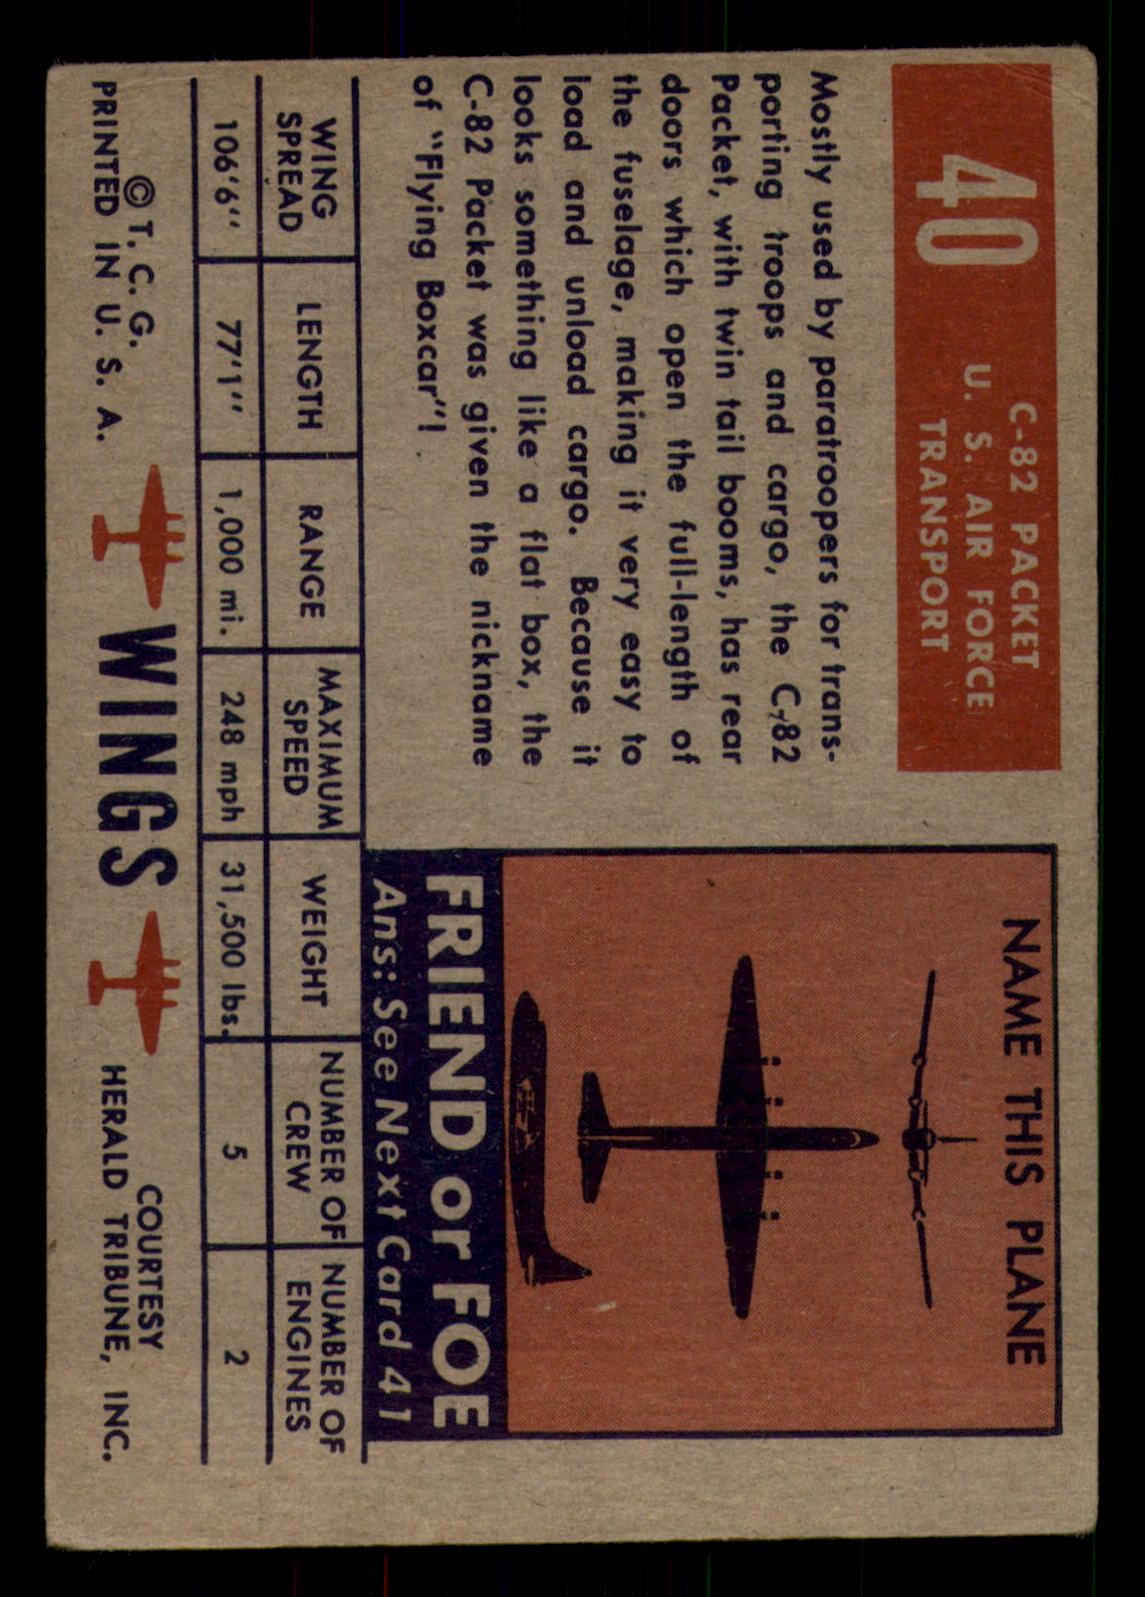 40
C-82 PACKET
U. S. AIR FORCE
TRANSPORT
Mostly used by paratroopers for trans-
porting troops and cargo, the C-82
Packet, with twin tail booms, has rear
doors which open the full-length of
the fuselage, making it very easy to
load and unload cargo. Because it
looks something like a flat box, the
C-82 Packet was given the nickname
of "Flying Boxcar"!
NAME THIS PLANE
FRIEND or FOE
Ans: See Next Card 41
WING SPREAD LENGTH RANGE MAXIMUM SPEED WEIGHT NUMBER OF CREW NUMBER OF ENGINES
106'6" 77'1" 1,000 mi. 248 mph 31,500 lbs. 5 2
© T. C. G.
PRINTED IN U. S. A.
WINGS
COURTESY
HERALD TRIBUNE, INC.